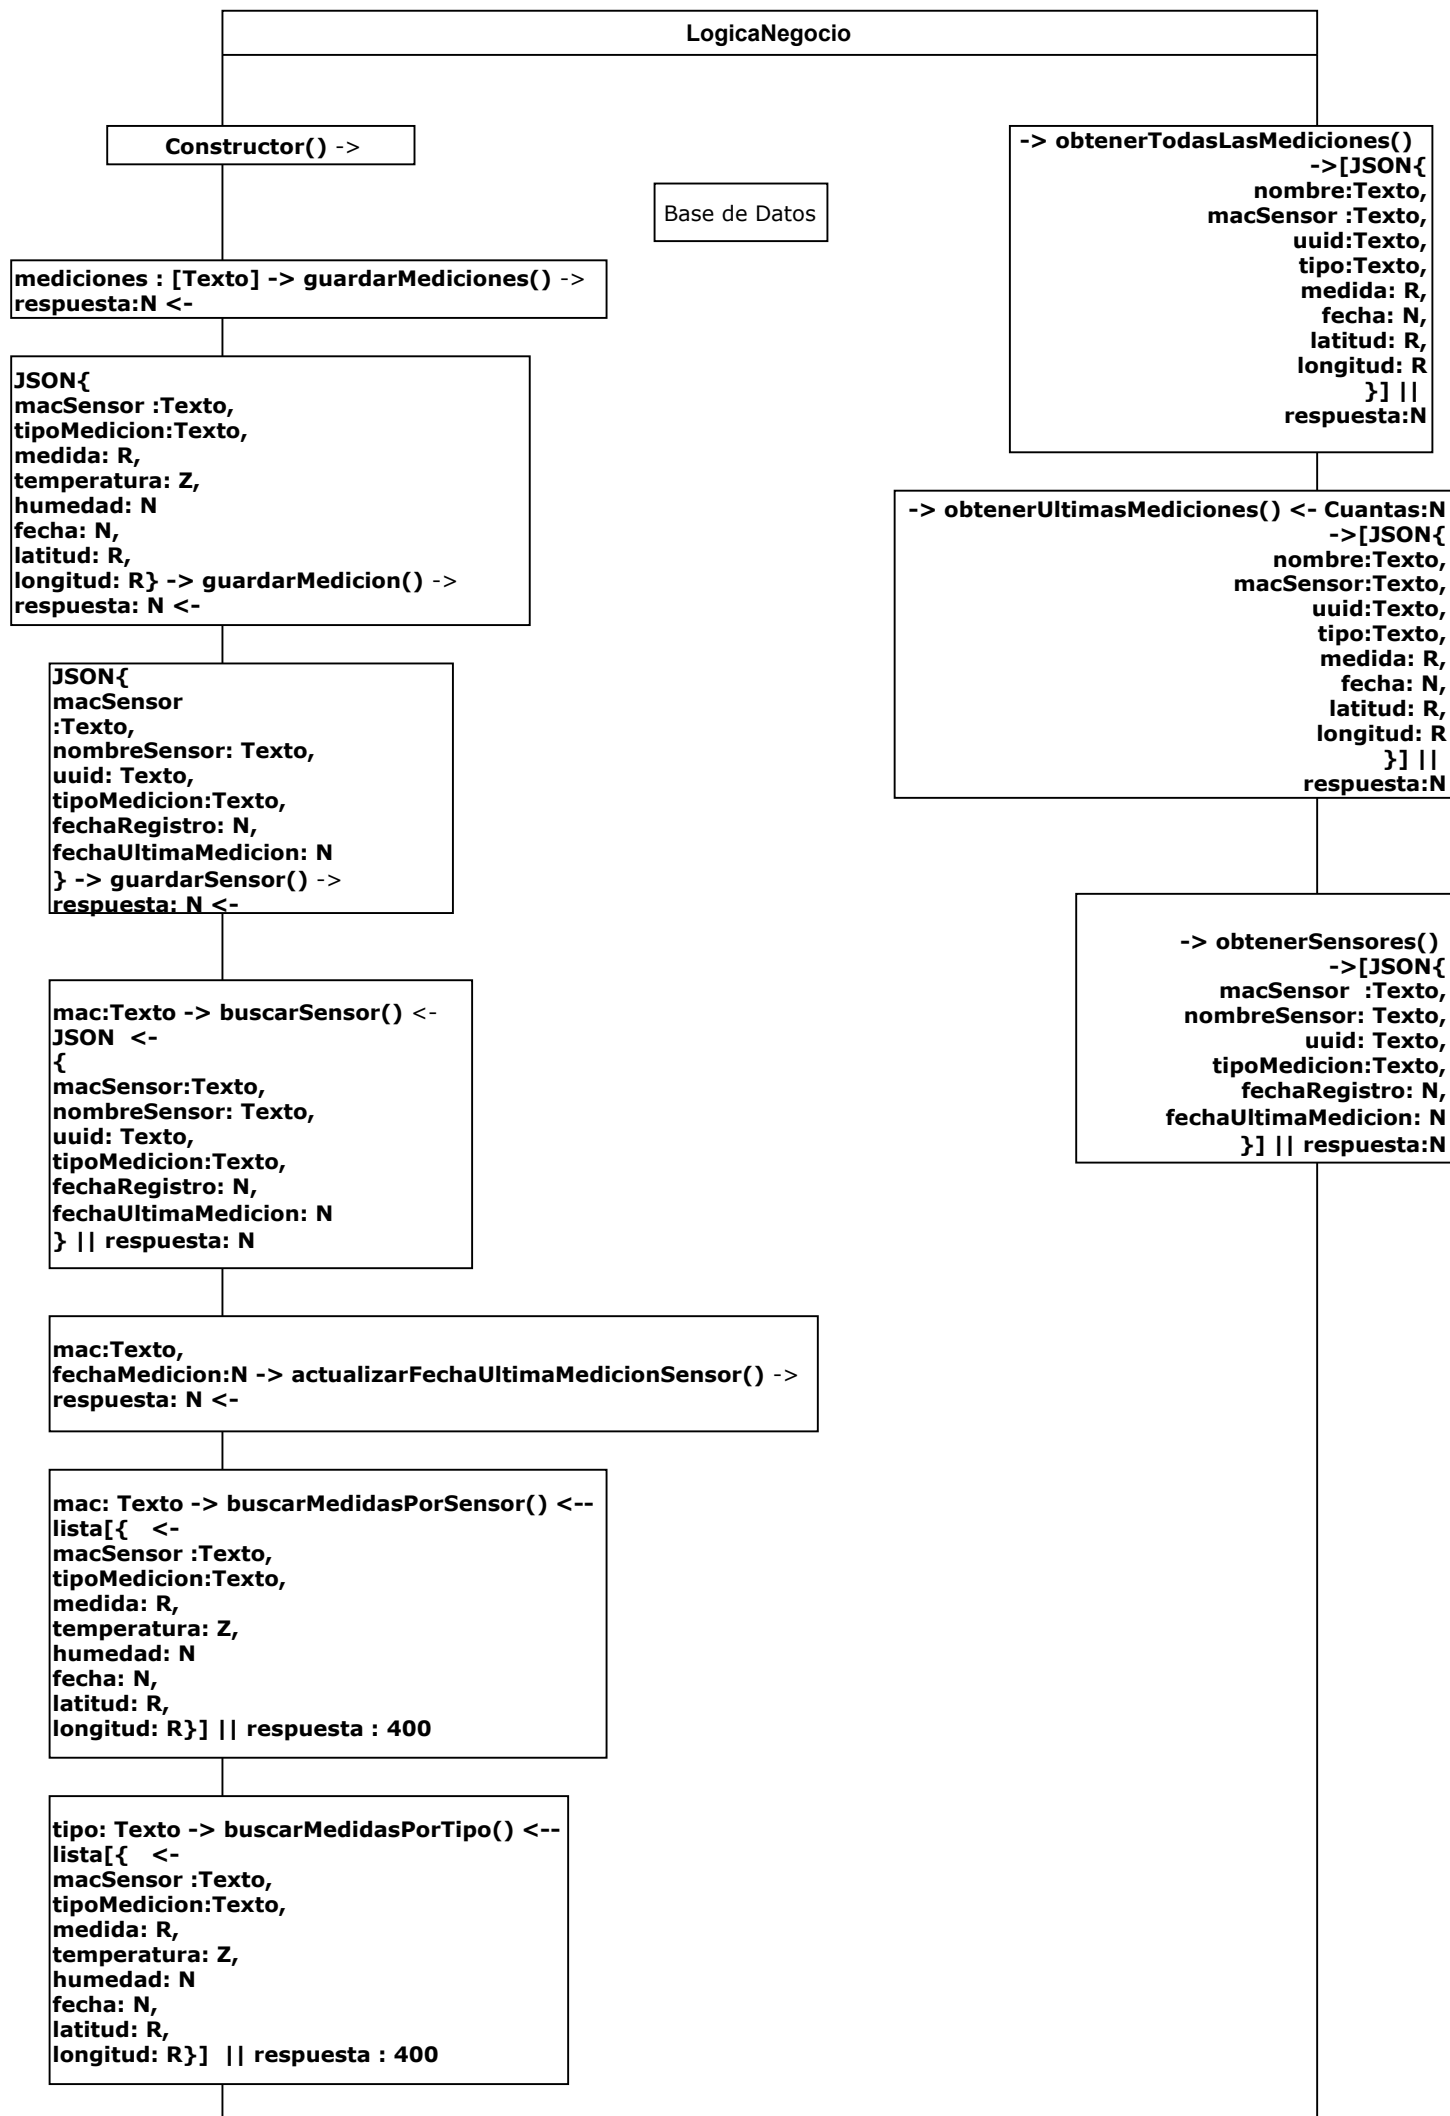 LogicaNegocio
Constructor() ->
Base de Datos
mediciones : [Texto] -> guardarMediciones() ->
respuesta:N <-
JSON{
macSensor :Texto,
tipoMedicion:Texto,
medida: R,
temperatura: Z,
humedad: N
fecha: N,
latitud: R,
longitud: R} -> guardarMedicion() ->
respuesta: N <-
JSON{
macSensor
:Texto,
nombreSensor: Texto,
uuid: Texto,
tipoMedicion:Texto,
fechaRegistro: N,
fechaUltimaMedicion: N
} -> guardarSensor() ->
respuesta: N <-
mac:Texto -> buscarSensor() <-
JSON  <-
{
macSensor:Texto,
nombreSensor: Texto,
uuid: Texto,
tipoMedicion:Texto,
fechaRegistro: N,
fechaUltimaMedicion: N
} || respuesta: N
mac:Texto,
fechaMedicion:N -> actualizarFechaUltimaMedicionSensor() ->
respuesta: N <-
mac: Texto -> buscarMedidasPorSensor() <--
lista[{   <-
macSensor :Texto,
tipoMedicion:Texto,
medida: R,
temperatura: Z,
humedad: N
fecha: N,
latitud: R,
longitud: R}] || respuesta : 400
tipo: Texto -> buscarMedidasPorTipo() <--
lista[{   <-
macSensor :Texto,
tipoMedicion:Texto,
medida: R,
temperatura: Z,
humedad: N
fecha: N,
latitud: R,
longitud: R}]  || respuesta : 400
-> obtenerTodasLasMediciones()
->[JSON{
nombre:Texto,
macSensor :Texto,
uuid:Texto,
tipo:Texto,
medida: R,
fecha: N,
latitud: R,
longitud: R
}] ||
respuesta:N
-> obtenerUltimasMediciones() <- Cuantas:N
->[JSON{
nombre:Texto,
macSensor:Texto,
uuid:Texto,
tipo:Texto,
medida: R,
fecha: N,
latitud: R,
longitud: R
}] ||
respuesta:N
-> obtenerSensores()
->[JSON{
macSensor  :Texto,
nombreSensor: Texto,
uuid: Texto,
tipoMedicion:Texto,
fechaRegistro: N,
fechaUltimaMedicion: N
}] || respuesta:N